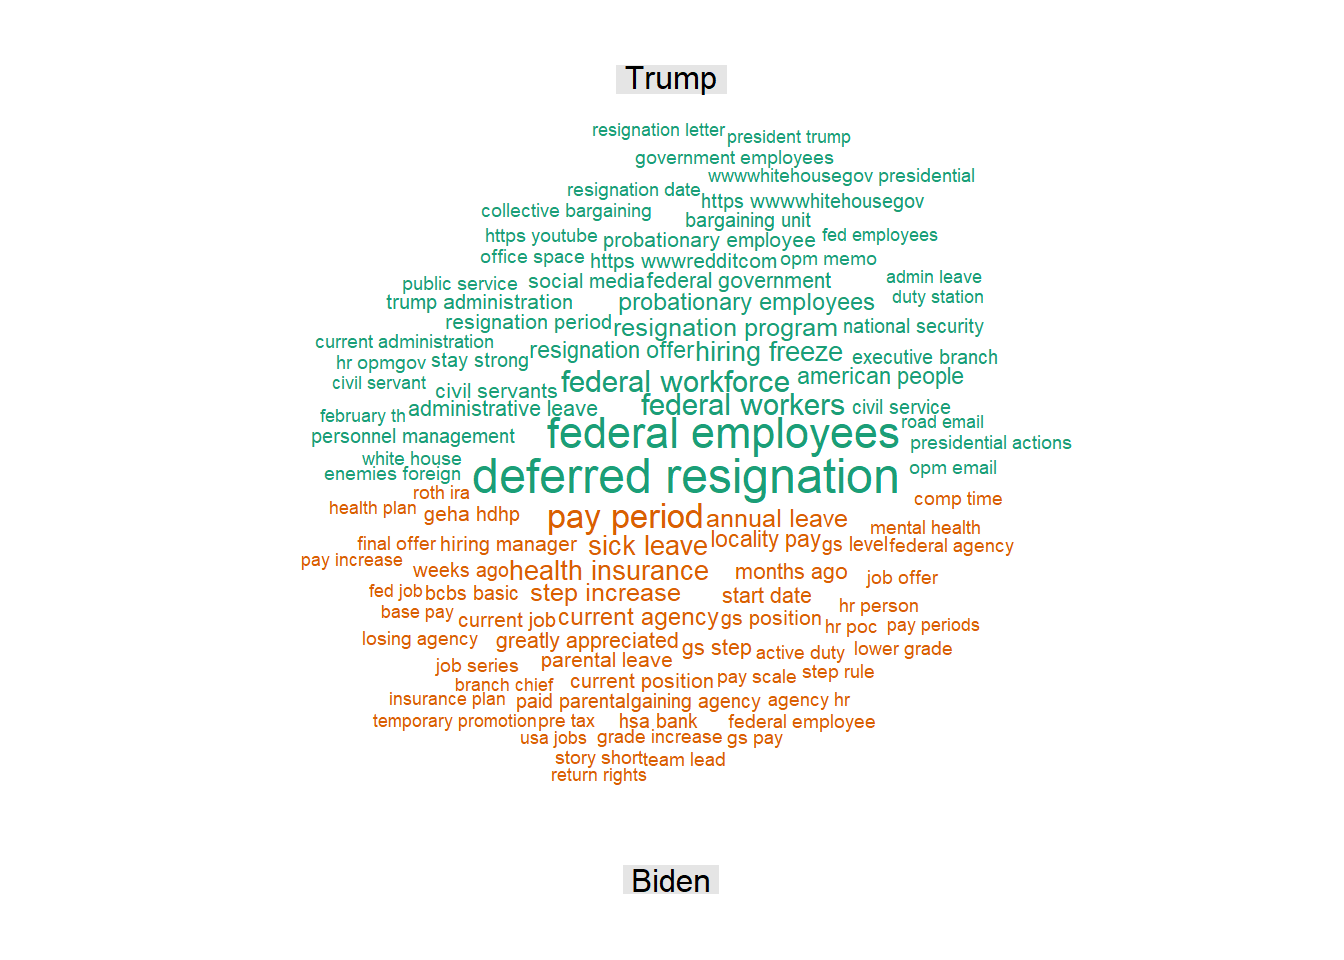 Trump
resignation letter
president trump
government employees
wwwwhitehousegov presidential
resignation date
https wwwwhitehousegov
collective bargaining
bargaining unit
https youtube
probationary employee
fed employees
office space
https wwwredditcom
opm memo
public service
social media
federal government
admin leave
trump administration
probationary employees
duty station
resignation period
resignation program
national security
current administration
resignation offer
hiring freeze
executive branch
hr opmgov
stay strong
civil servant
civil servants
federal workforce
american people
february th
administrative leave
federal workers
civil service
personnel management
federal employees
road email
presidential actions
white house
enemies foreign
deferred resignation
opm email
roth ira
health plan
geha hdhp
pay period
annual leave
comp time
mental health
final offer
hiring manager
sick leave
locality pay
gs level
federal agency
pay increase
weeks ago
health insurance
months ago
job offer
fed job
bcbs basic
step increase
start date
hr person
base pay
current job
current agency
gs position
hr poc
pay periods
losing agency
greatly appreciated
gs step
active duty
lower grade
job series
parental leave
pay scale
step rule
branch chief
current position
insurance plan
paid parental
gaining agency
agency hr
temporary promotion
pre tax
hsa bank
federal employee
usa jobs
grade increase
gs pay
story short
team lead
return rights
Biden